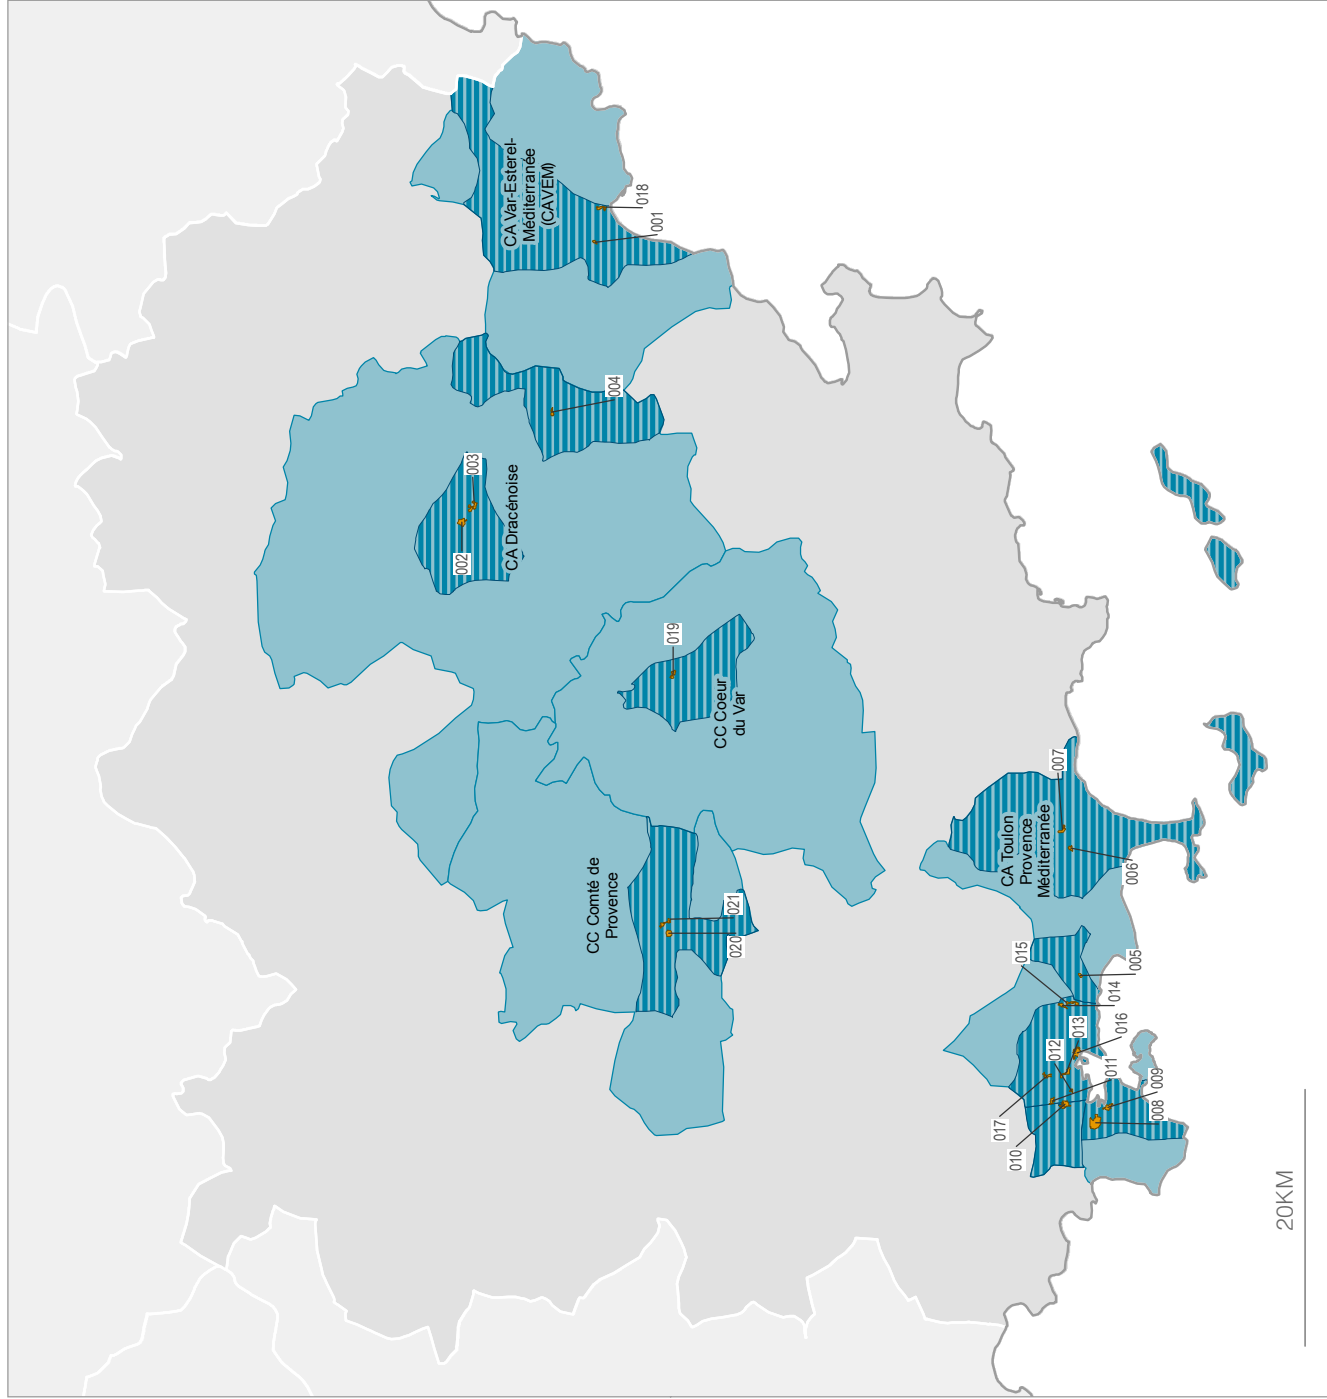 CA Var-Esterel-
Méditerranée
(CAVEM)
018
001
004
003
002
CA Dracénoise
019
CC Coeur
du Var
CC Comté de
Provence
021
020
007
CA Toulon
Provence
Méditerranée
006
015
005
014
013
016
012
011
009
008
017
010
20KM